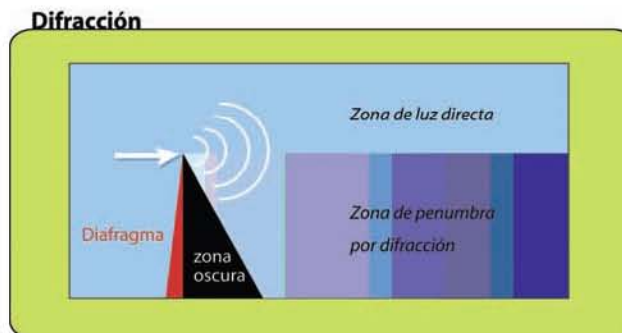 Difracción
Zona de luz directa
Diafragma
zona
oscura
Zona de penumbra
por difracción